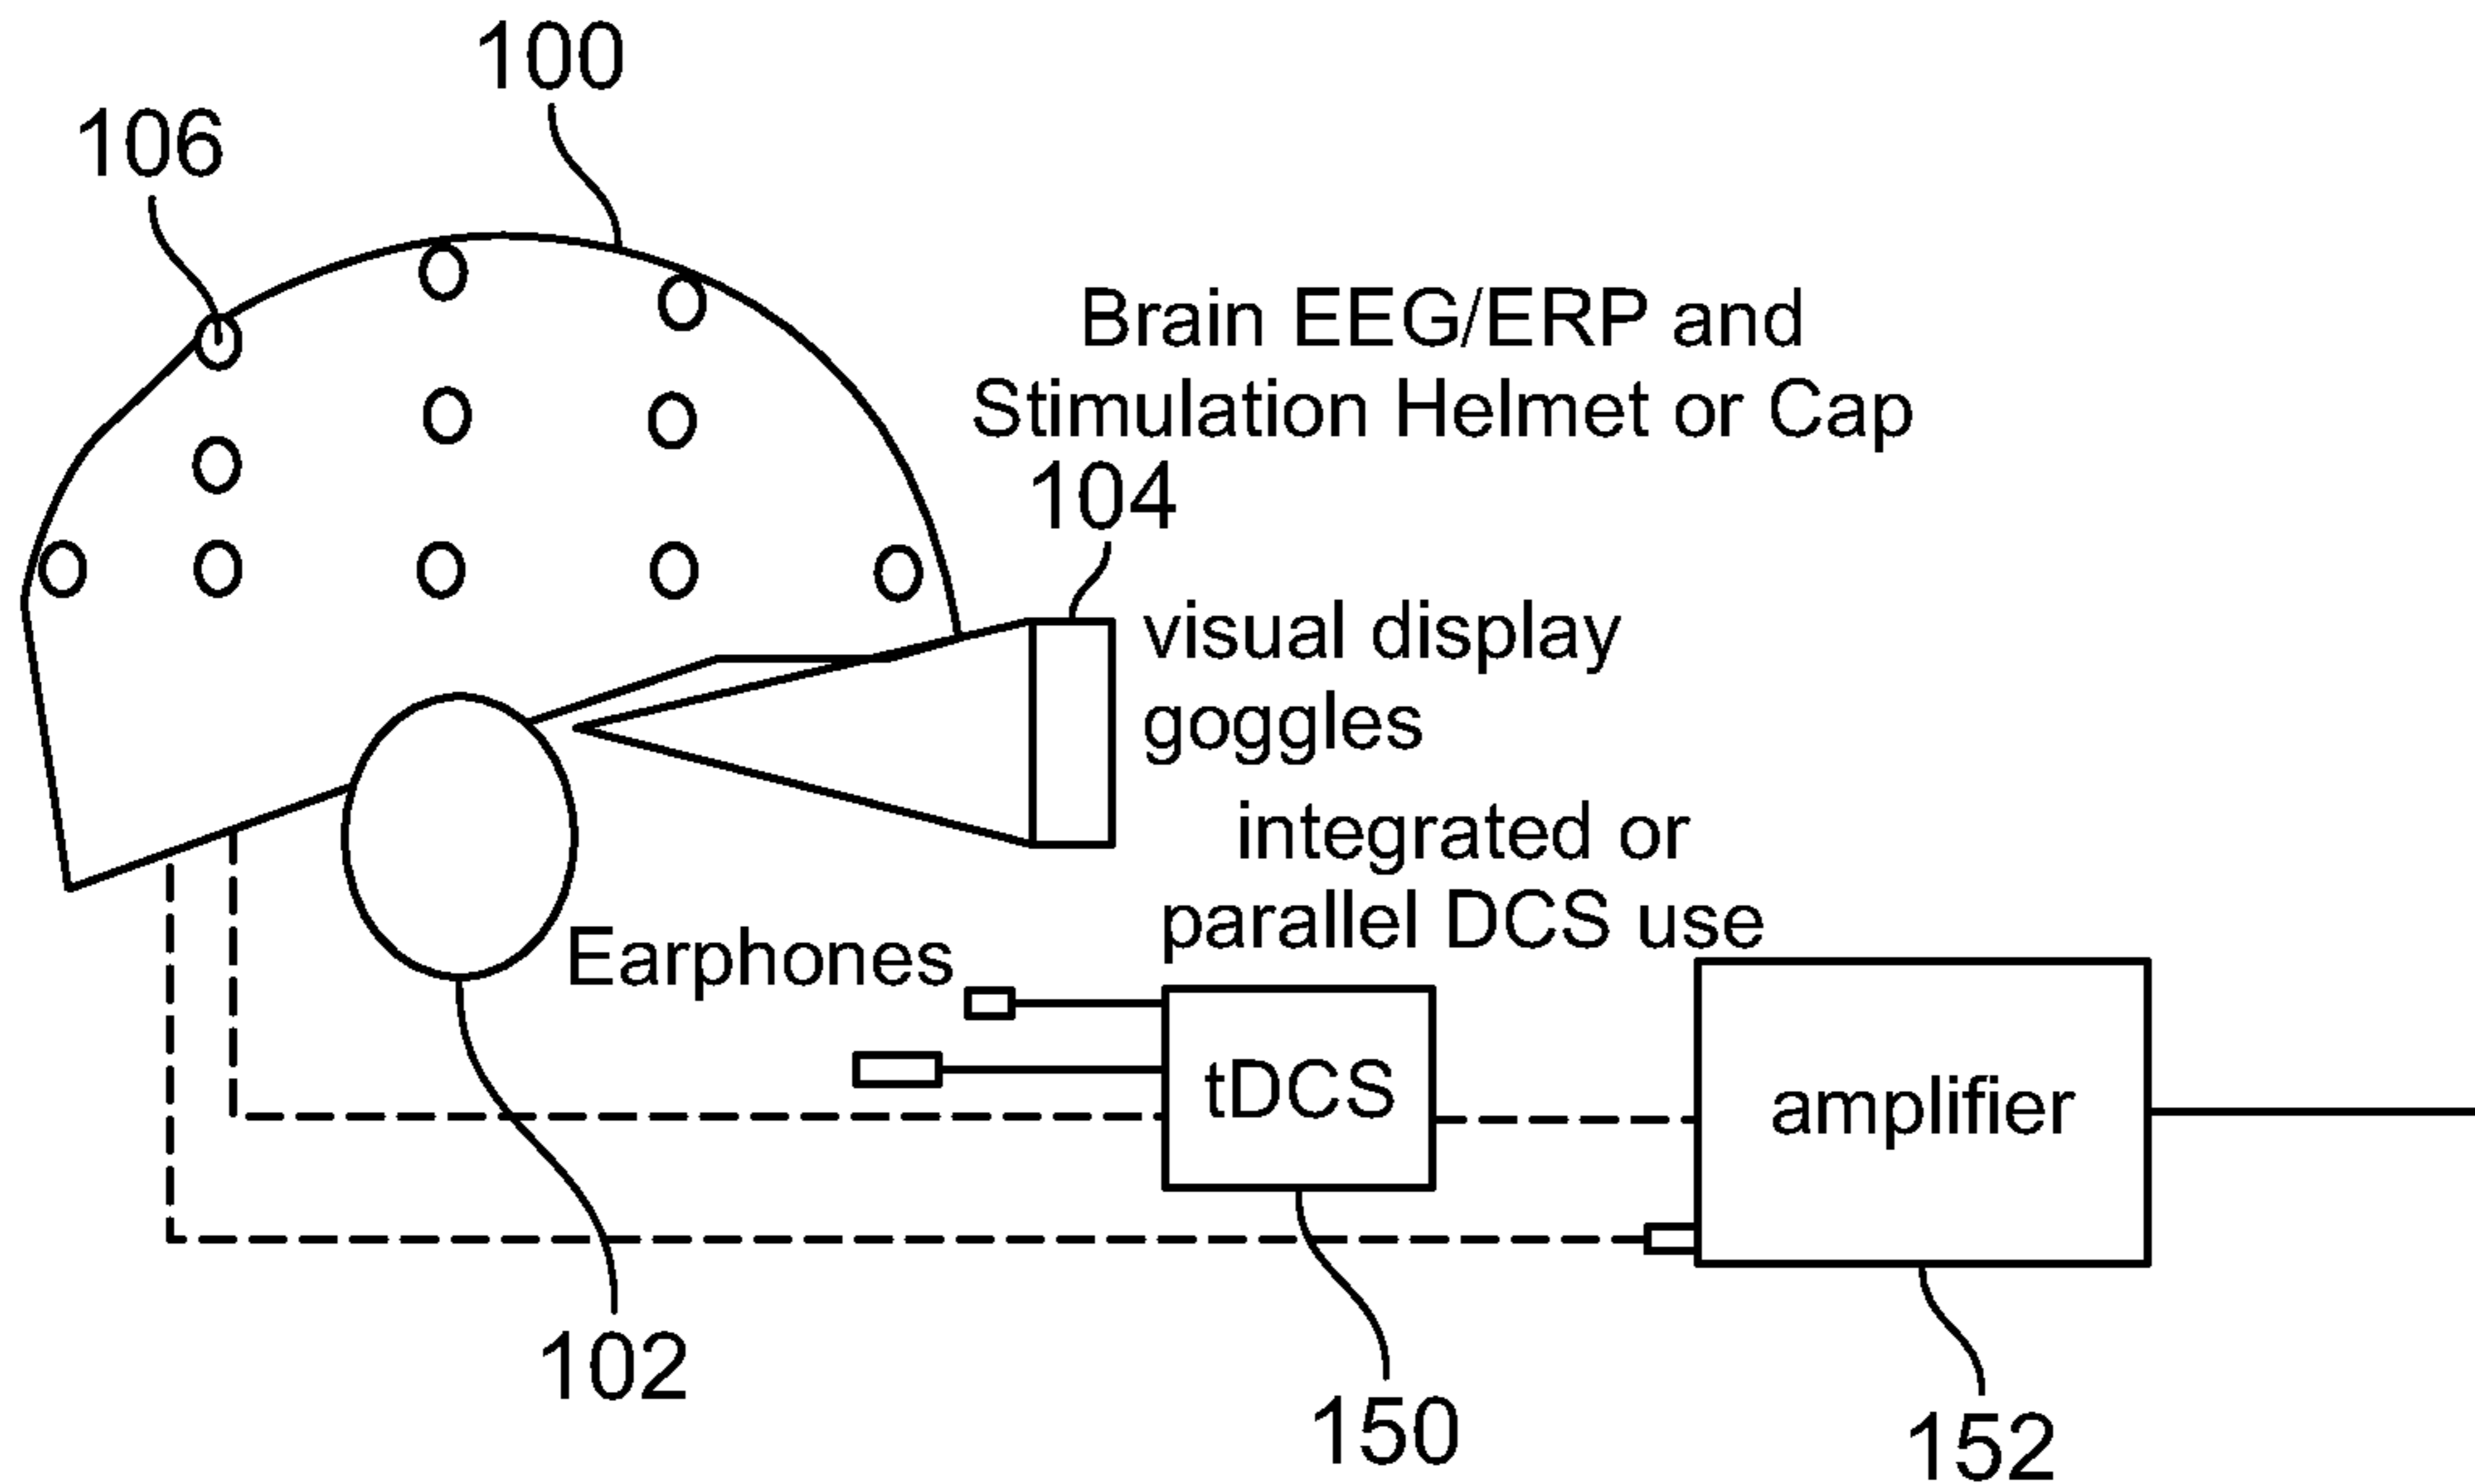 100
106
Brain EEG/ERP and
Stimulation Helmet or Cap
104
visual display
goggles
integrated or
parallel DCS use
Earphones
tDCS
amplifier
102
150
152